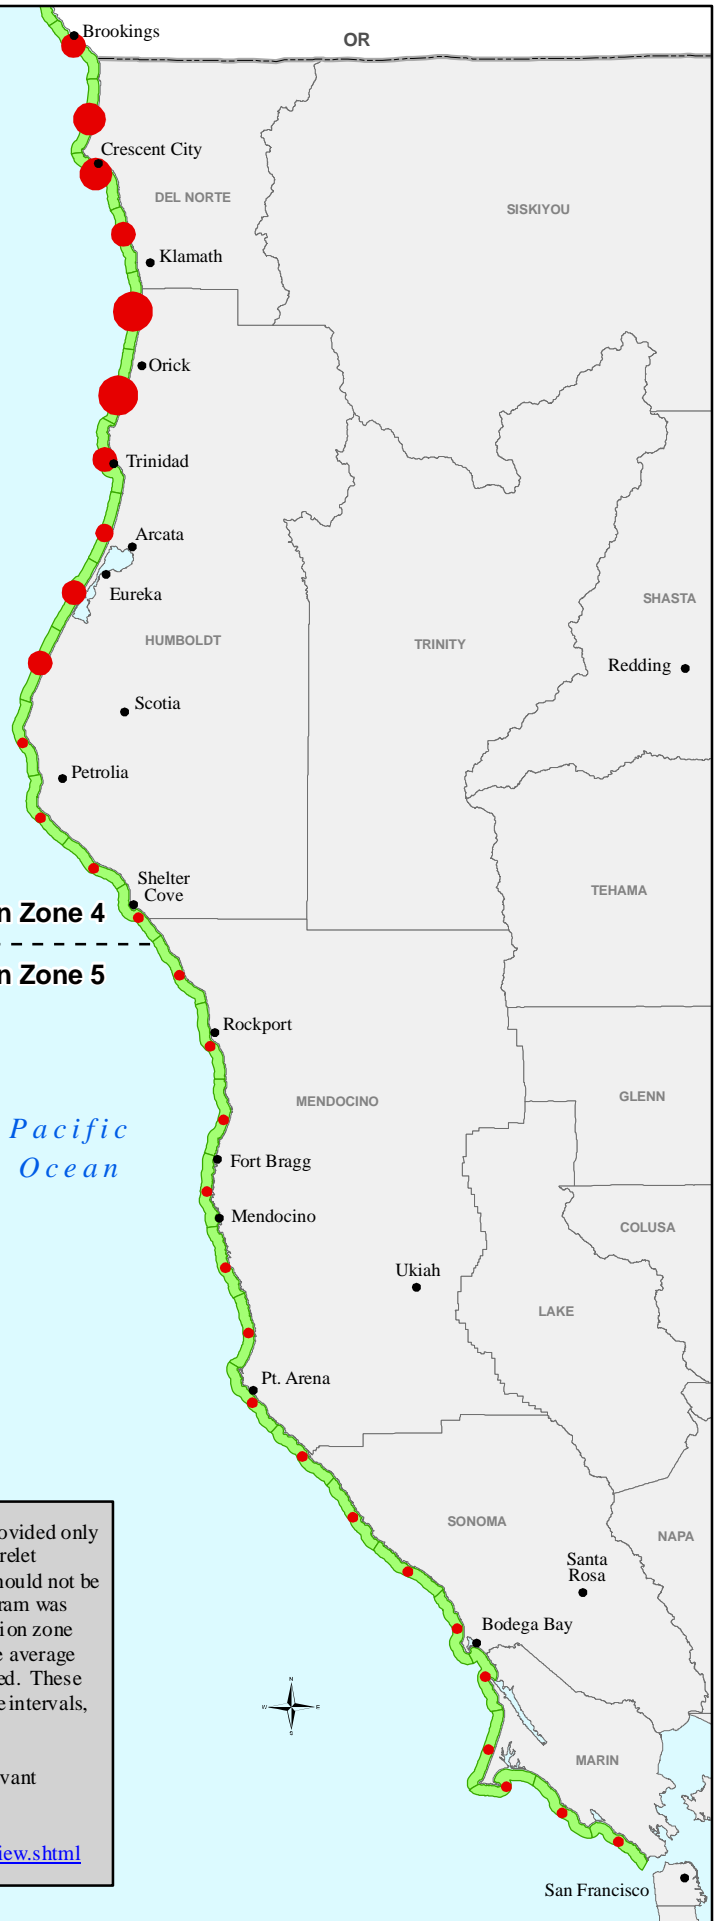 Brookings
OR
Crescent City
DEL NORTE
SISKIYOU
Klamath
Orick
Trinidad
Arcata
Eureka
SHASTA
HUMBOLDT
TRINITY
Redding
Scotia
Petrolia
Shelter
Cove
TEHAMA
n Zone 4
n Zone 5
Rockport
MENDOCINO
GLENN
Pacific
Ocean
Fort Bragg
Mendocino
COLUSA
Ukiah
LAKE
Pt. Arena
SONOMA
NAPA
Santa
Rosa
Bodega Bay
ovided only
relet
hould not be
ram was
ion zone
e average
ed. These
e intervals,
vant
iew.shtml
N
W E
S
MARIN
San Francisco